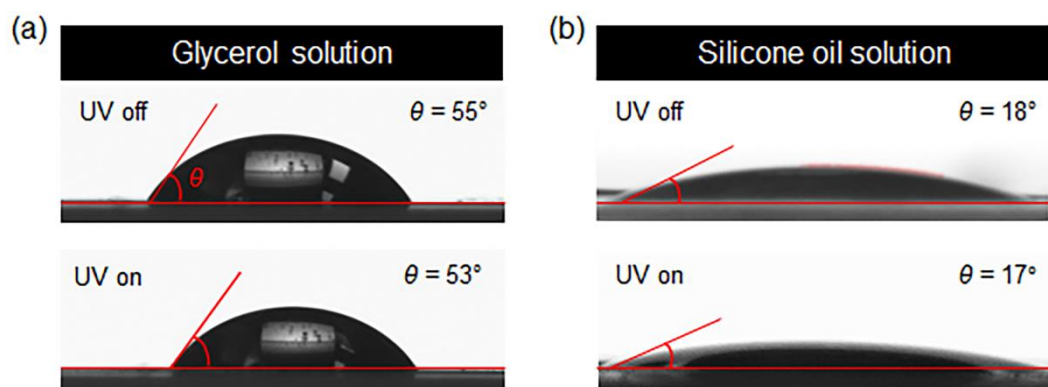 (a)
Glycerol solution
UV off
θ = 55°
θ
UV on
θ = 53°
(b)
Silicone oil solution
UV off
θ = 18°
UV on
θ = 17°